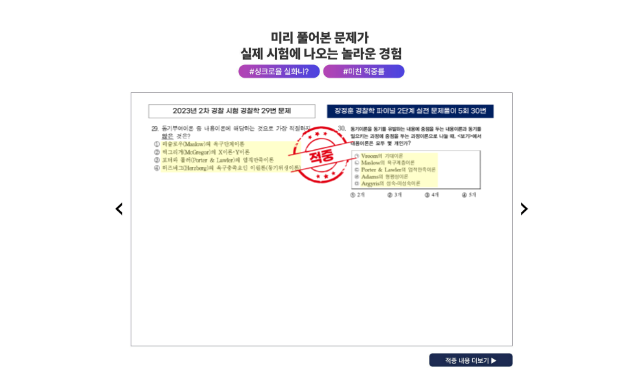 미리 풀어본 문제가
실제 시험에 나오는 놀라운 경험
#싱크로율 실화냐?
#미친 적중률
2023년 2차 경찰 시험 경찰학 29번 문제
29. 동기부여이론 중 내용이론에 해당하는 것으로 가장 적절하지
않은 것은?
① 매슬로우(Maslow)의 욕구단계이론
② 맥그리거(McGregor)의 X이론·Y이론
③ 포터와 롤러(Porter & Lawler)의 업적만족이론
④ 허즈버그(Herzberg)의 욕구충족요인 이원론(동기위생이론)
적중
장정훈 경찰학 파이널 2단계 실전 문제풀이 5회 30번
30. 동기이론을 동기를 유발하는 내용에 중점을 두는 내용이론과 동기를
일으키는 과정에 중점을 두는 과정이론으로 나눌 때, <보기>에서
내용이론은 모두 몇 개인가?
㉠ Vroom의 기대이론
㉡ Maslow의 욕구계층이론
㉢ Porter & Lawler의 업적만족이론
㉣ Adams의 형평성이론
㉤ Argyris의 성숙-미성숙이론
① 2개 ② 3개 ③ 4개 ④ 5개
적중 내용 더보기 ▶